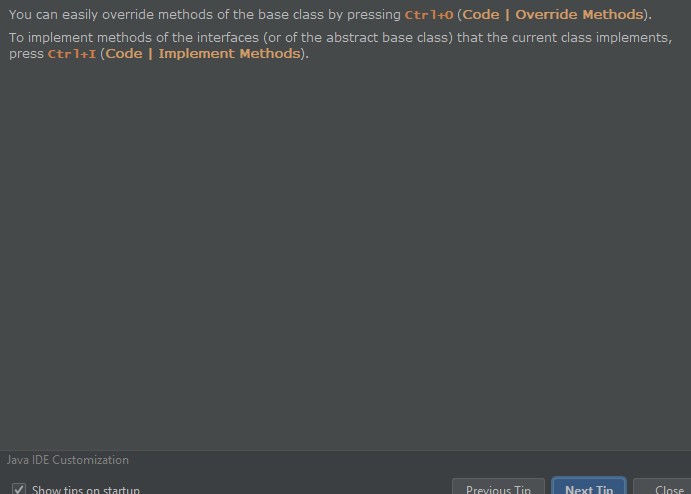 You can easily override methods of the base class by pressing Ctrl+O (Code | Override Methods).
To implement methods of the interfaces (or of the abstract base class) that the current class implements,
press Ctrl+I (Code | Implement Methods).
Java IDE Customization
Show tips on startup Previous Tip Next Tip Close